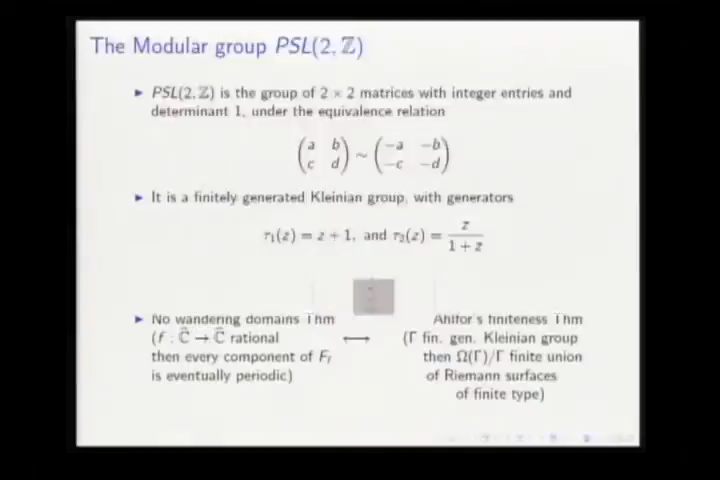 The Modular group PSL(2, ℤ)
► PSL(2, ℤ) is the group of 2 × 2 matrices with integer entries and
determinant 1, under the equivalence relation
(a b; c d) ~ (−a −b; −c −d)
► It is a finitely generated Kleinian group, with generators
τ₁(z) = z + 1, and τ₂(z) = z / (1 + z)
► No wandering domains Thm
(f : Ĉ → Ĉ rational
then every component of F_f
is eventually periodic)
⟷
Ahlfor's finiteness Thm
(Γ fin. gen. Kleinian group
then Ω(Γ)/Γ finite union
of Riemann surfaces
of finite type)